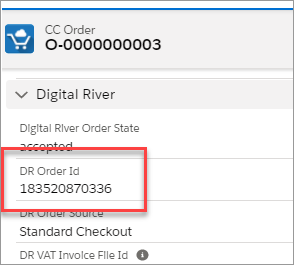 CC Order
O-0000000003
Digital River
Digital River Order State
accepted
DR Order Id
183520870336
DR Order Source
Standard Checkout
DR VAT Invoice File Id